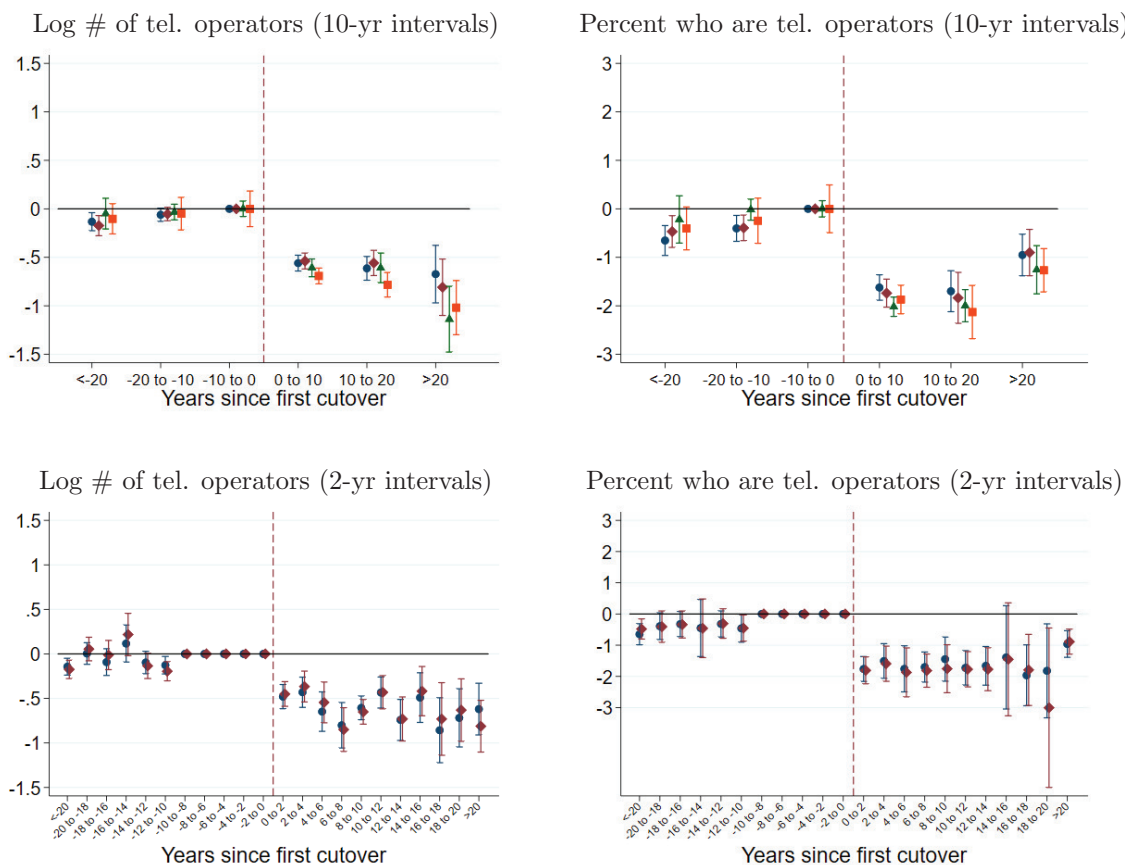 Log # of tel. operators (10-yr intervals)
1.5
1
.5
0
-.5
-1
-1.5
<-20 -20 to -10 -10 to 0 0 to 10 10 to 20 >20
Years since first cutover
Percent who are tel. operators (10-yr intervals)
3
2
1
0
-1
-2
-3
<-20 -20 to -10 -10 to 0 0 to 10 10 to 20 >20
Years since first cutover
Log # of tel. operators (2-yr intervals)
1.5
1
.5
0
-.5
-1
-1.5
<-20 -20 to -18 -18 to -16 -16 to -14 -14 to -12 -12 to -10 -10 to -8 -8 to -6 -6 to -4 -4 to -2 -2 to 0 0 to 2 2 to 4 4 to 6 6 to 8 8 to 10 10 to 12 12 to 14 14 to 16 16 to 18 18 to 20 >20
Years since first cutover
Percent who are tel. operators (2-yr intervals)
3
2
1
0
-1
-2
-3
<-20 -20 to -18 -18 to -16 -16 to -14 -14 to -12 -12 to -10 -10 to -8 -8 to -6 -6 to -4 -4 to -2 -2 to 0 0 to 2 2 to 4 4 to 6 6 to 8 8 to 10 10 to 12 12 to 14 14 to 16 16 to 18 18 to 20 >20
Years since first cutover